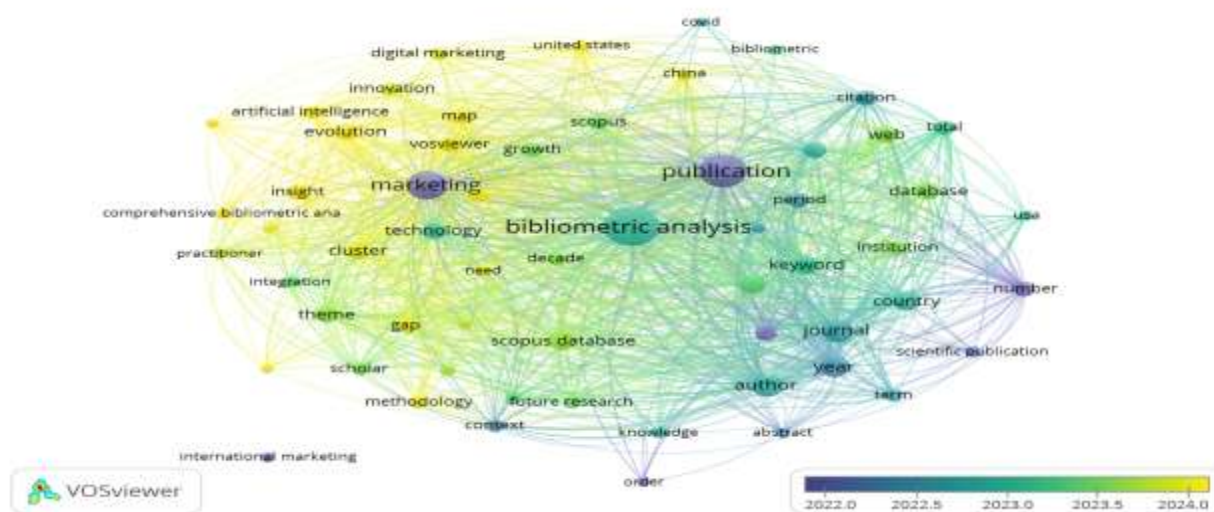 covid
united states
bibliometric
digital marketing
china
innovation
citation
artificial intelligence
map
scopus
total
evolution
web
vosviewer
growth
publication
marketing
insight
database
period
comprehensive bibliometric ana
usa
bibliometric analysis
technology
institution
practitioner
cluster
decade
keyword
need
integration
number
country
theme
gap
journal
scopus database
scientific publication
scholar
year
author
term
methodology
future research
context
knowledge
abstract
international marketing
order
VOSviewer
2022.0 2022.5 2023.0 2023.5 2024.0